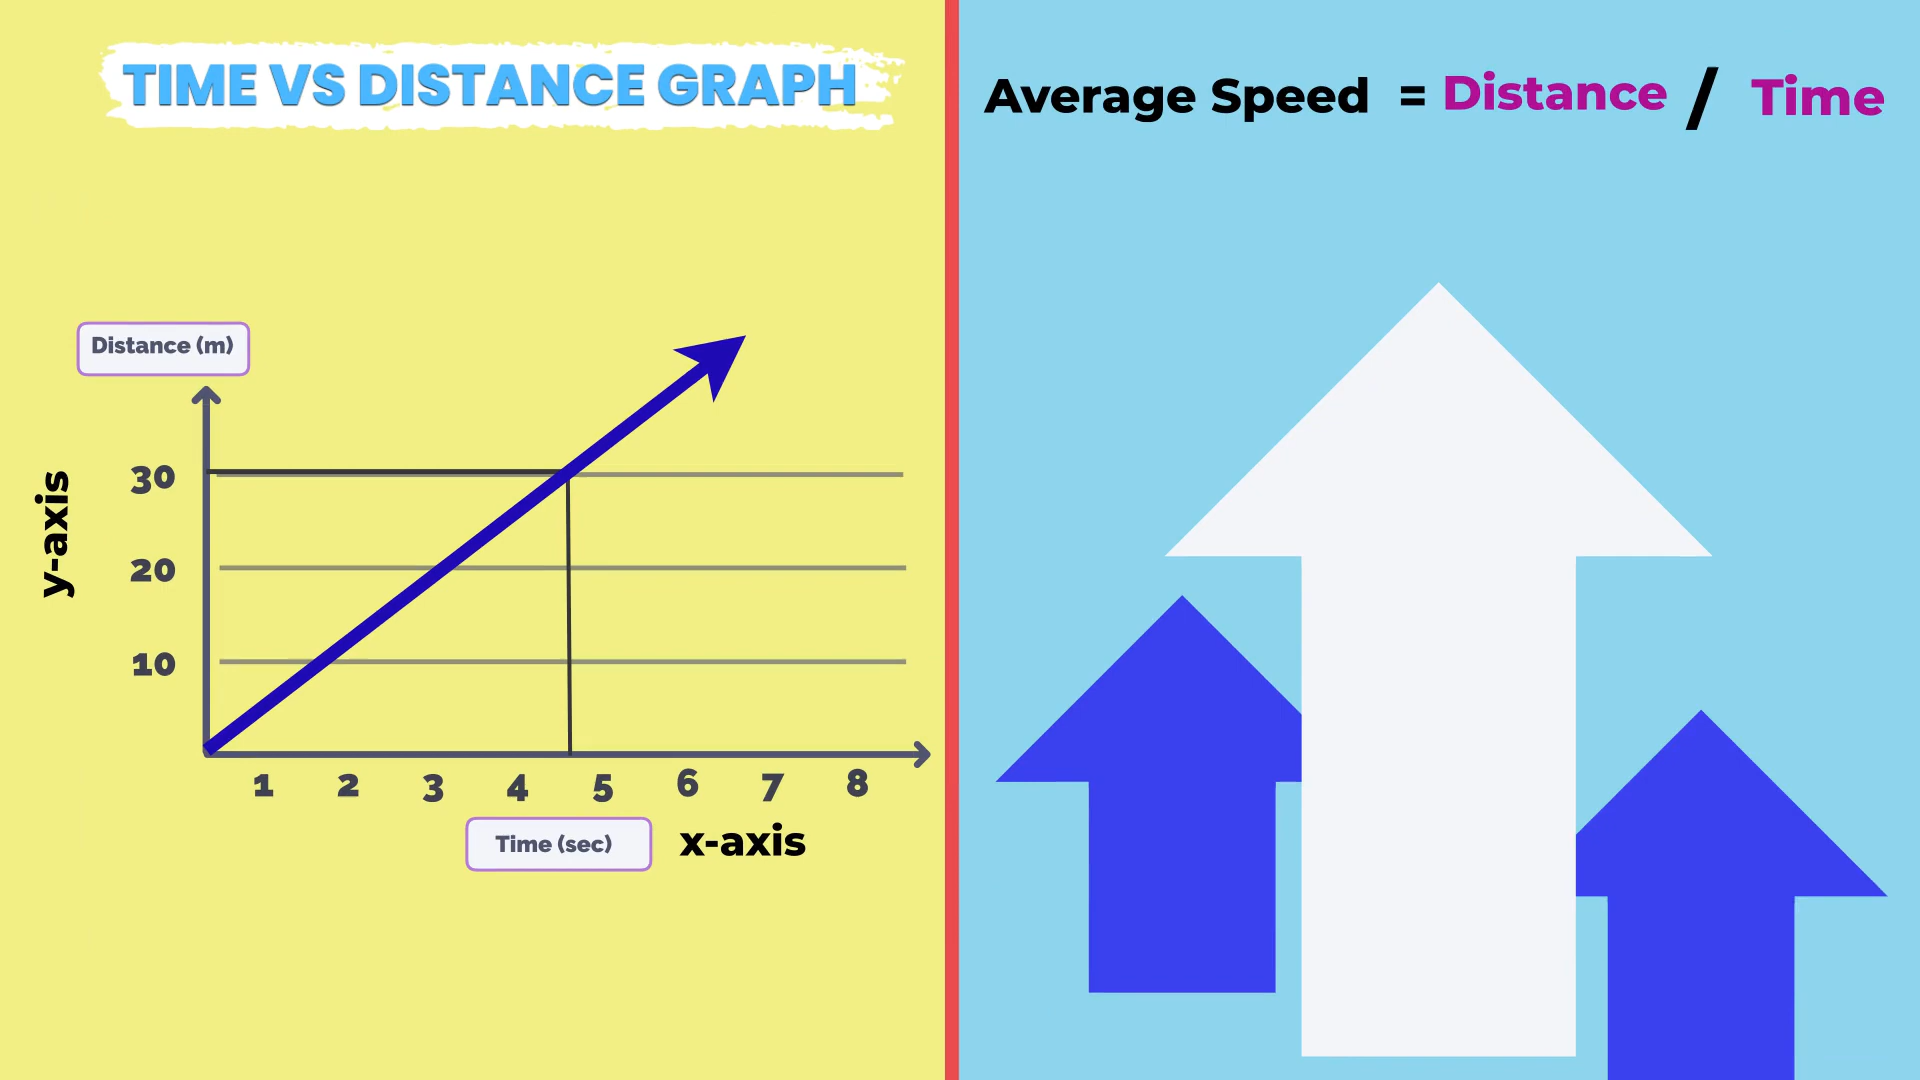 TIME VS DISTANCE GRAPH
Distance (m)
y-axis
30
20
10
1 2 3 4 5 6 7 8
Time (sec)
x-axis
Average Speed = Distance / Time